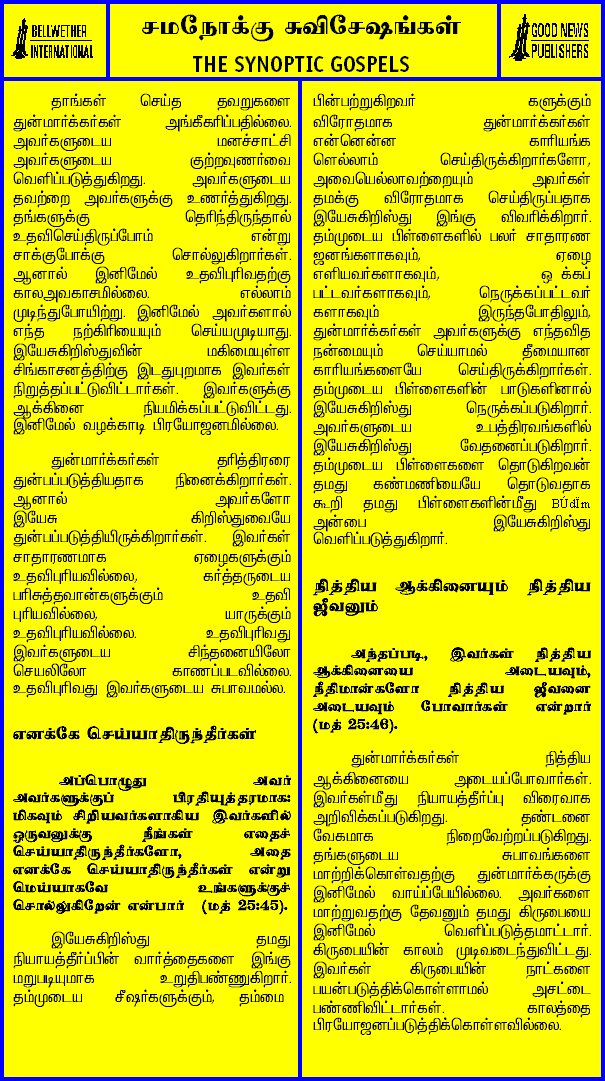 BELLWETHER
INTERNATIONAL
சமநோக்கு சுவிசேஷங்கள்
THE SYNOPTIC GOSPELS
GOOD NEWS
PUBLISHERS
தாங்கள் செய்த தவறுகளை
துன்மார்க்கர்கள் அங்கீகரிப்பதில்லை.
அவர்களுடைய மனச்சாட்சி
அவர்களுடைய குற்றவுணர்வை
வெளிப்படுத்துகிறது. அவர்களுடைய
தவற்றை அவர்களுக்கு உணர்த்துகிறது.
தங்களுக்கு தெரிந்திருந்தால்
உதவிசெய்திருப்போம் என்று
சாக்குபோக்கு சொல்லுகிறார்கள்.
ஆனால் இனிமேல் உதவிபுரிவதற்கு
காலஅவகாசமில்லை. எல்லாம்
முடிந்துபோயிற்று. இனிமேல் அவர்களால்
எந்த நற்கிரியையும் செய்யமுடியாது.
இயேசுகிறிஸ்துவின் மகிமையுள்ள
சிங்காசனத்திற்கு இடதுபுறமாக இவர்கள்
நிறுத்தப்பட்டுவிட்டார்கள். இவர்களுக்கு
ஆக்கினை நியமிக்கப்பட்டுவிட்டது.
இனிமேல் வழக்காடி பிரயோஜனமில்லை.
துன்மார்க்கர்கள் தரித்திரரை
துன்பப்படுத்தியதாக நினைக்கிறார்கள்.
ஆனால் அவர்களோ
இயேசு கிறிஸ்துவையே
துன்பப்படுத்தியிருக்கிறார்கள். இவர்கள்
சாதாரணமாக ஏழைகளுக்கும்
உதவிபுரியவில்லை, கர்த்தருடைய
பரிசுத்தவான்களுக்கும் உதவி
புரியவில்லை, யாருக்கும்
உதவிபுரியவில்லை. உதவிபுரிவது
இவர்களுடைய சிந்தனையிலோ
செயலிலோ காணப்படவில்லை.
உதவிபுரிவது இவர்களுடைய சுபாவமல்ல.
எனக்கே செய்யாதிருந்தீர்கள்
அப்பொழுது அவர்
அவர்களுக்குப் பிரதியுத்தரமாக:
மிகவும் சிறியவர்களாகிய இவர்களில்
ஒருவனுக்கு நீங்கள் எதைச்
செய்யாதிருந்தீர்களோ, அதை
எனக்கே செய்யாதிருந்தீர்கள் என்று
மெய்யாகவே உங்களுக்குச்
சொல்லுகிறேன் என்பார் (மத் 25:45).
இயேசுகிறிஸ்து தமது
நியாயத்தீர்ப்பின் வார்த்தைகளை இங்கு
மறுபடியுமாக உறுதிபண்ணுகிறார்.
தம்முடைய சீஷர்களுக்கும், தம்மை
பின்பற்றுகிறவர் களுக்கும்
விரோதமாக துன்மார்க்கர்கள்
என்னென்ன காரியங்க
ளெல்லாம் செய்திருக்கிறார்களோ,
அவையெல்லாவற்றையும் அவர்கள்
தமக்கு விரோதமாக செய்திருப்பதாக
இயேசுகிறிஸ்து இங்கு விவரிக்கிறார்.
தம்முடைய பிள்ளைகளில் பலர் சாதாரண
ஜனங்களாகவும், ஏழை
எளியவர்களாகவும், ஒ க்கப்
பட்டவர்களாகவும், நெருக்கப்பட்டவர்
களாகவும் இருந்தபோதிலும்,
துன்மார்க்கர்கள் அவர்களுக்கு எந்தவித
நன்மையும் செய்யாமல் தீமையான
காரியங்களையே செய்திருக்கிறார்கள்.
தம்முடைய பிள்ளைகளின் பாடுகளினால்
இயேசுகிறிஸ்து நெருக்கப்படுகிறார்.
அவர்களுடைய உபத்திரவங்களில்
இயேசுகிறிஸ்து வேதனைப்படுகிறார்.
தம்முடைய பிள்ளைகளை தொடுகிறவன்
தமது கண்மணியையே தொடுவதாக
கூறி தமது பிள்ளைகளின்மீது BÚdÏm
அன்பை இயேசுகிறிஸ்து
வெளிப்படுத்துகிறார்.
நித்திய ஆக்கினையும் நித்திய
ஜீவனும்
அந்தப்படி, இவர்கள் நித்திய
ஆக்கினையை அடையவும்,
நீதிமான்களோ நித்திய ஜீவனை
அடையவும் போவார்கள் என்றார்
(மத் 25:46).
துன்மார்க்கர்கள் நித்திய
ஆக்கினையை அடையப்போவார்கள்.
இவர்கள்மீது நியாயத்தீர்ப்பு விரைவாக
அறிவிக்கப்படுகிறது. தண்டனை
வேகமாக நிறைவேற்றப்படுகிறது.
தங்களுடைய சுபாவங்களை
மாற்றிக்கொள்வதற்கு துன்மார்க்கருக்கு
இனிமேல் வாய்ப்பேயில்லை. அவர்களை
மாற்றுவதற்கு தேவனும் தமது கிருபையை
இனிமேல் வெளிப்படுத்தமாட்டார்.
கிருபையின் காலம் முடிவடைந்துவிட்டது.
இவர்கள் கிருபையின் நாட்களை
பயன்படுத்திக்கொள்ளாமல் அசட்டை
பண்ணிவிட்டார்கள். காலத்தை
பிரயோஜனப்படுத்திக்கொள்ளவில்லை.